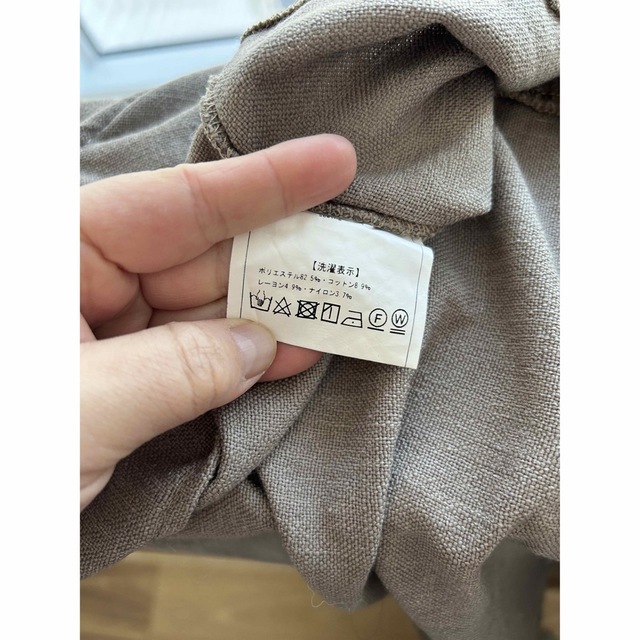 【洗濯表示】
ポリエステル82 5‰・コットン8 9‰
レーヨン4 9‰・ナイロン3 7‰
F W